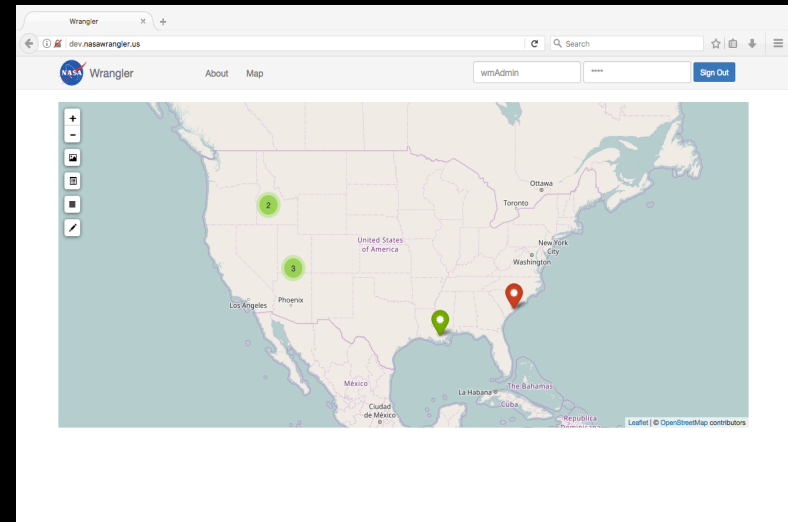 Wrangler
dev.nasawrangler.us
Search
NASA Wrangler About Map wmAdmin **** Sign Out
+
−
Ottawa
Toronto
2
United States
of America
New York
City
Washington
3
Los Angeles
Phoenix
México
La Habana
The Bahamas
Cuba
Ciudad
de México
República
Dominicana
Leaflet | © OpenStreetMap contributors